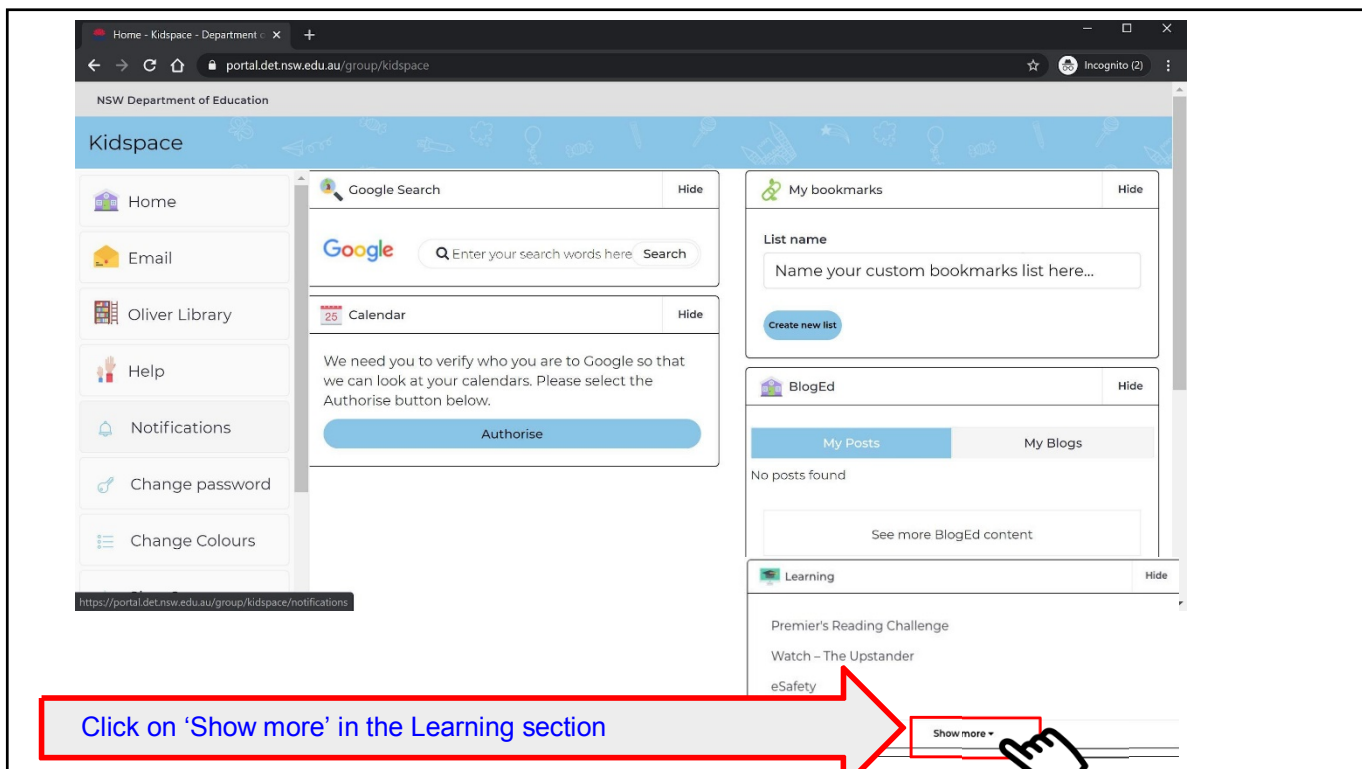 Home - Kidspace - Department o
portal.det.nsw.edu.au/group/kidspace
Incognito (2)
NSW Department of Education
Kidspace
Home
Email
Oliver Library
Help
Notifications
Change password
Change Colours
https://portal.det.nsw.edu.au/group/kidspace/notifications
Google Search Hide
Google Enter your search words here Search
25 Calendar Hide
We need you to verify who you are to Google so that
we can look at your calendars. Please select the
Authorise button below.
Authorise
My bookmarks Hide
List name
Name your custom bookmarks list here...
Create new list
BlogEd Hide
My Posts My Blogs
No posts found
See more BlogEd content
Learning Hide
Premier's Reading Challenge
Watch – The Upstander
eSafety
Show more
Click on ‘Show more’ in the Learning section